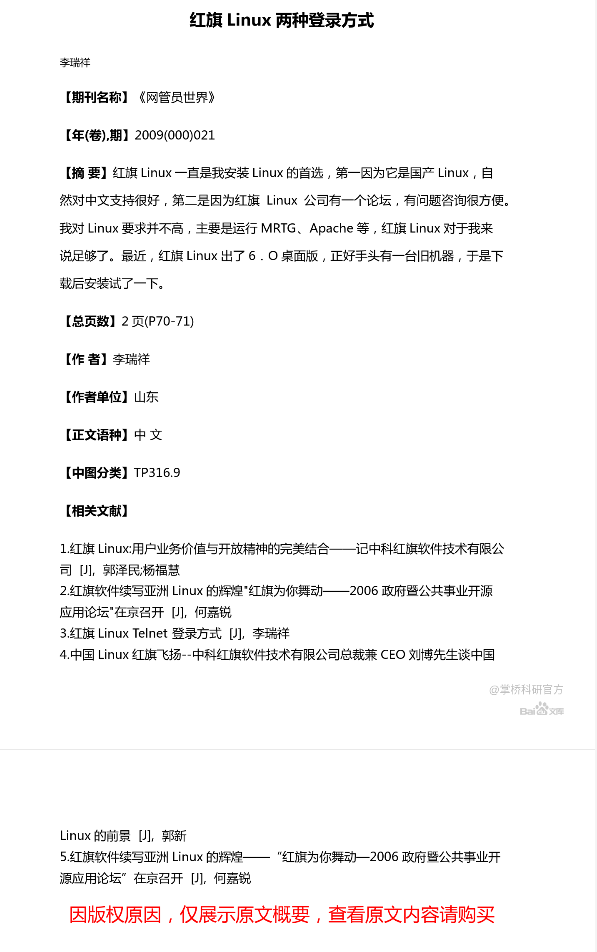 红旗 Linux 两种登录方式
李瑞祥
【期刊名称】《网管员世界》
【年(卷),期】2009(000)021
【摘 要】红旗 Linux 一直是我安装 Linux 的首选，第一因为它是国产 Linux，自
然对中文支持很好，第二是因为红旗 Linux 公司有一个论坛，有问题咨询很方便。
我对 Linux 要求并不高，主要是运行 MRTG、Apache 等，红旗 Linux 对于我来
说足够了。最近，红旗 Linux 出了 6．O 桌面版，正好手头有一台旧机器，于是下
载后安装试了一下。
【总页数】2 页(P70-71)
【作 者】李瑞祥
【作者单位】山东
【正文语种】中 文
【中图分类】TP316.9
【相关文献】
1.红旗 Linux:用户业务价值与开放精神的完美结合——记中科红旗软件技术有限公
司 [J], 郭泽民;杨福慧
2.红旗软件续写亚洲 Linux 的辉煌"红旗为你舞动——2006 政府暨公共事业开源
应用论坛"在京召开 [J], 何嘉锐
3.红旗 Linux Telnet 登录方式 [J], 李瑞祥
4.中国 Linux 红旗飞扬--中科红旗软件技术有限公司总裁兼 CEO 刘博先生谈中国
@掌桥科研官方
Bai文库
Linux 的前景 [J], 郭新
5.红旗软件续写亚洲 Linux 的辉煌——“红旗为你舞动—2006 政府暨公共事业开
源应用论坛”在京召开 [J], 何嘉锐
因版权原因，仅展示原文概要，查看原文内容请购买